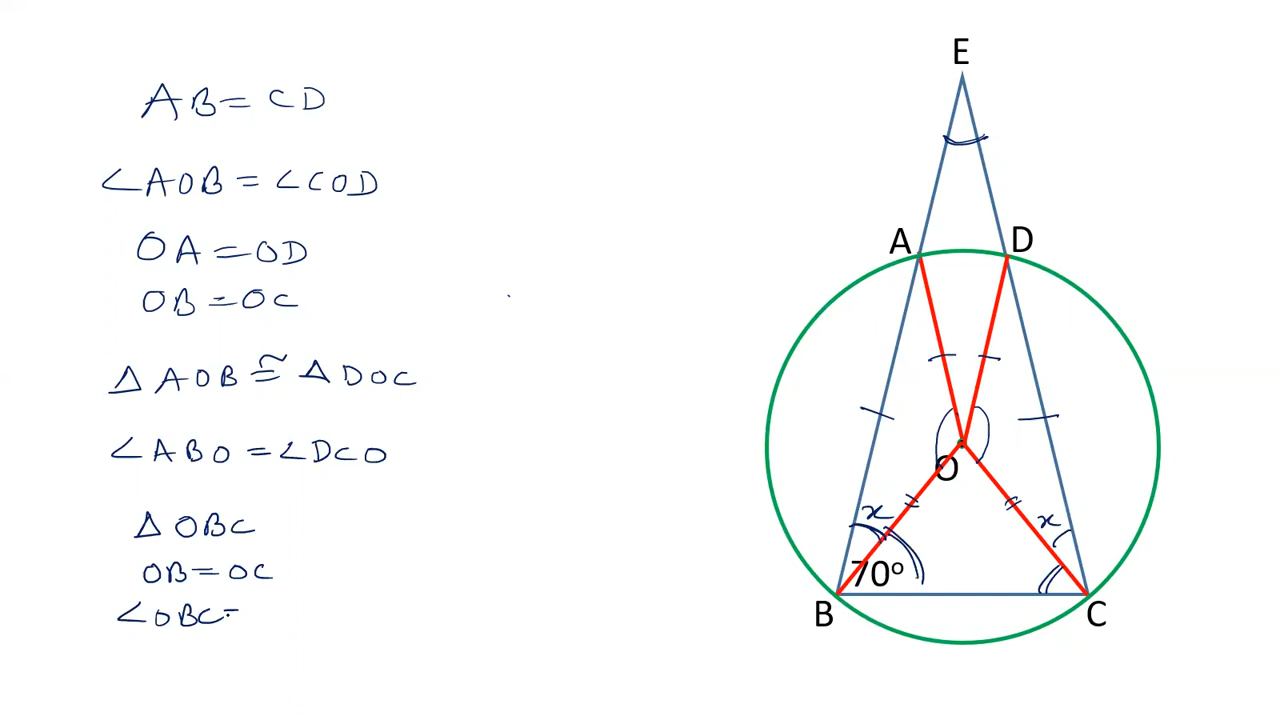 AB = CD
∠AOB = ∠COD
OA = OD
OB = OC
△AOB ≅ △DOC
∠ABO = ∠DCO
△OBC
OB = OC
∠OBC =
E
A D
O
x x
70°
B C